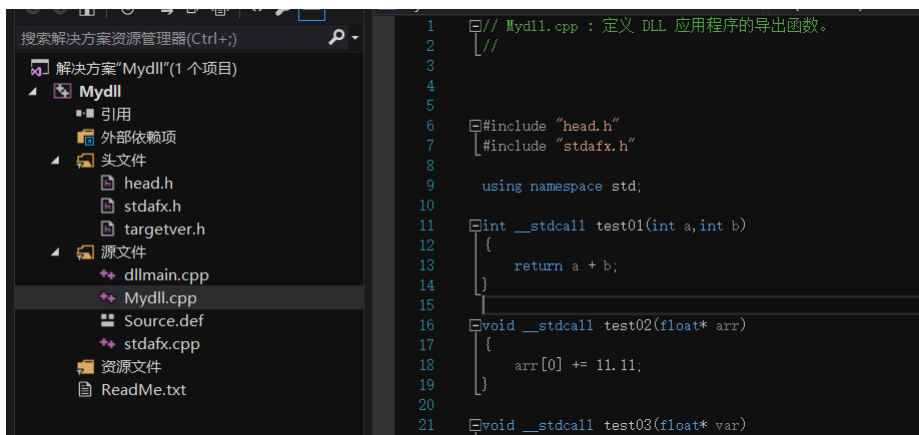 搜索解决方案资源管理器(Ctrl+;)
解决方案"Mydll"(1 个项目)
Mydll
引用
外部依赖项
头文件
head.h
stdafx.h
targetver.h
源文件
dllmain.cpp
Mydll.cpp
Source.def
stdafx.cpp
资源文件
ReadMe.txt
1 // Mydll.cpp : 定义 DLL 应用程序的导出函数。
2 //
3
4
5
6 #include "head.h"
7 #include "stdafx.h"
8
9 using namespace std;
10
11 int __stdcall test01(int a,int b)
12 {
13 return a + b;
14 }
15
16 void __stdcall test02(float* arr)
17 {
18 arr[0] += 11.11;
19 }
20
21 void __stdcall test03(float* var)